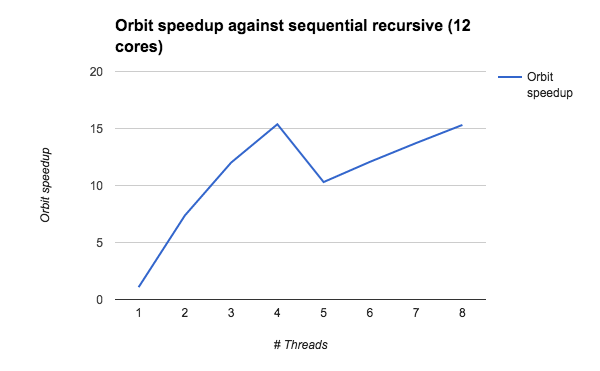 Orbit speedup against sequential recursive (12
cores)
20
15
10
5
0
Orbit speedup
1 2 3 4 5 6 7 8
# Threads
Orbit
speedup